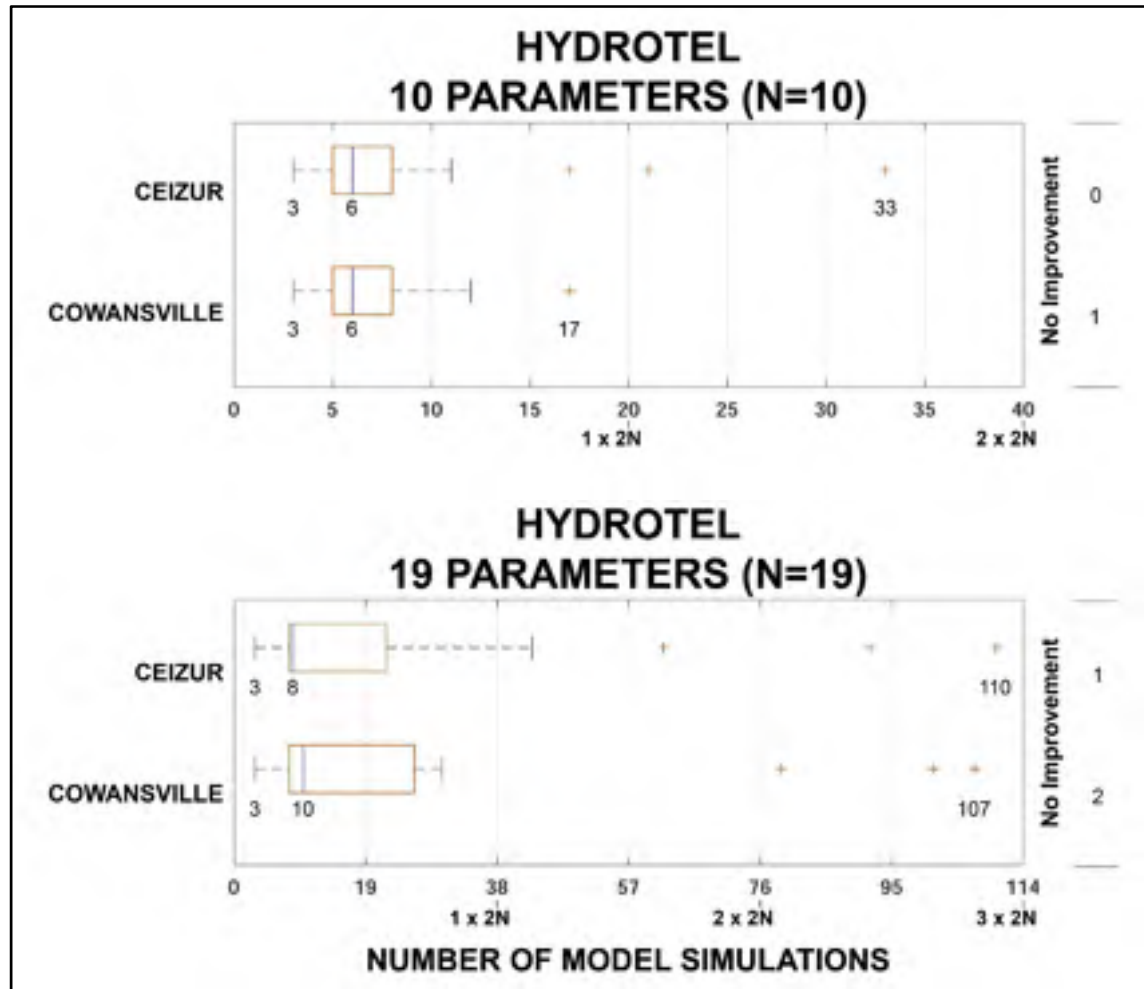 HYDROTEL
10 PARAMETERS (N=10)
CEIZUR
3 6 33
COWANSVILLE
3 6 17
No Improvement
0
1
0 5 10 15 20 25 30 35 40
1 x 2N 2 x 2N
HYDROTEL
19 PARAMETERS (N=19)
CEIZUR
3 8 110
COWANSVILLE
3 10 107
No Improvement
1
2
0 19 38 57 76 95 114
1 x 2N 2 x 2N 3 x 2N
NUMBER OF MODEL SIMULATIONS